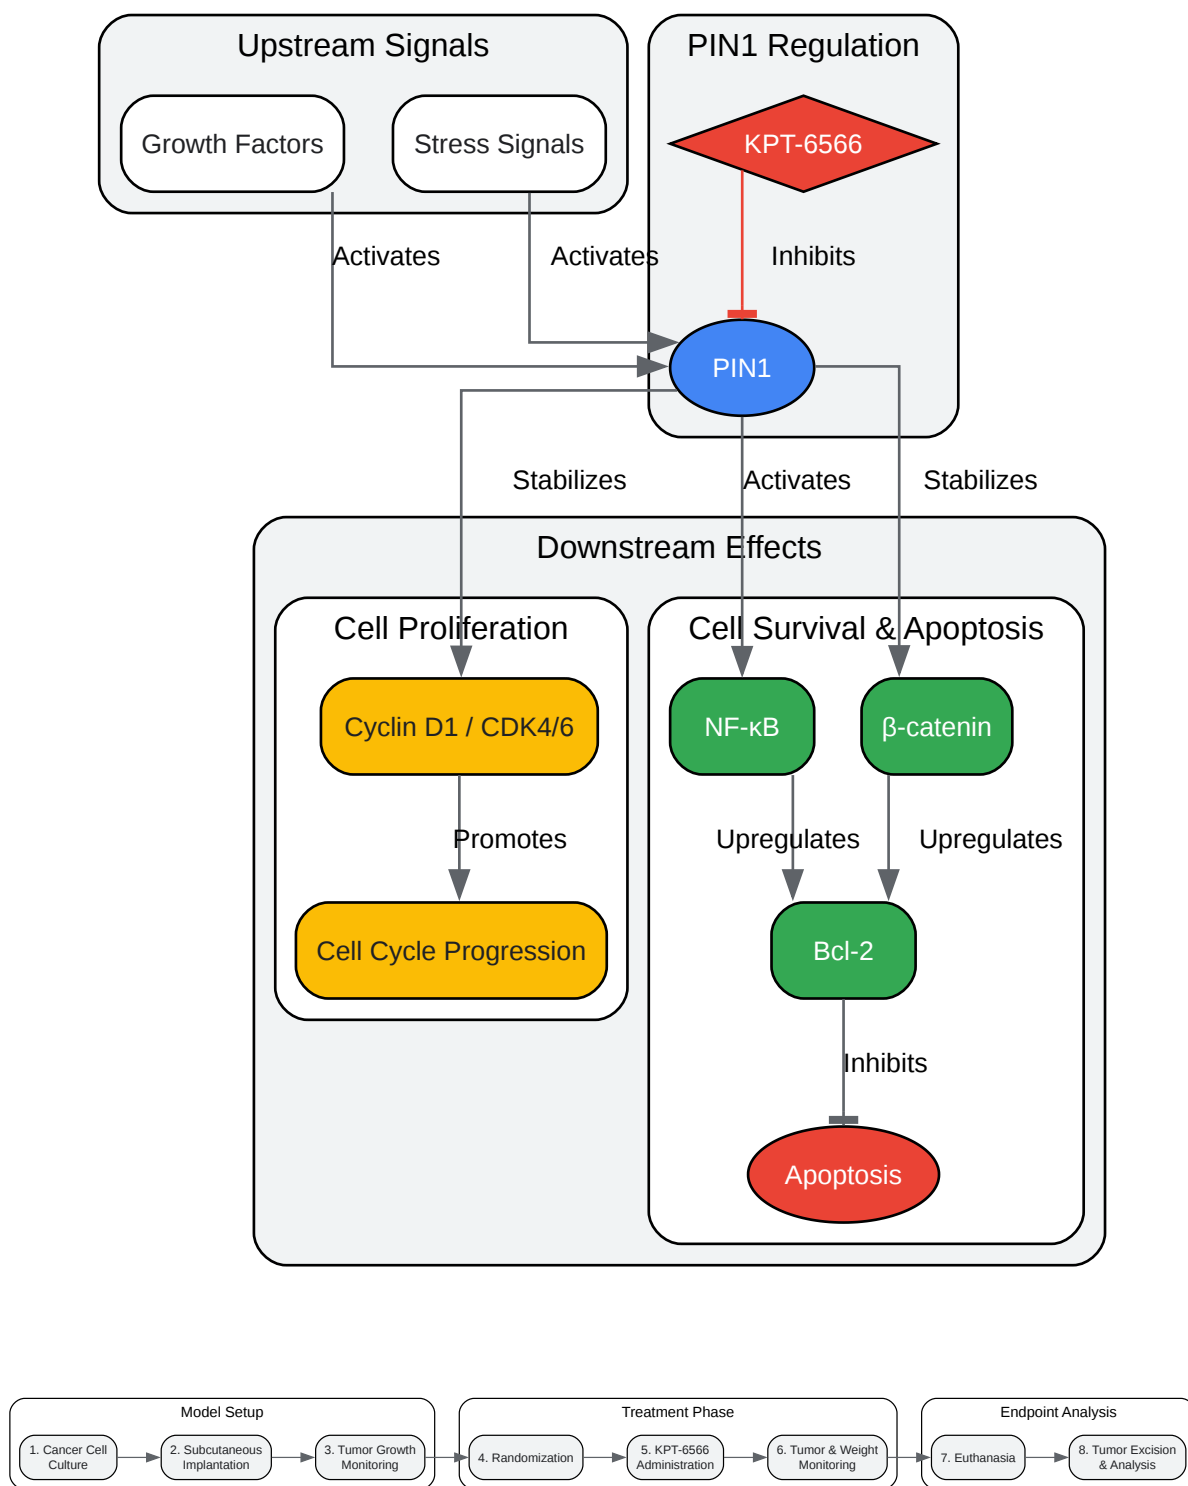 Upstream Signals
PIN1 Regulation
Growth Factors
Stress Signals
KPT-6566
Activates
Activates
Inhibits
PIN1
Stabilizes
Activates
Stabilizes
Downstream Effects
Cell Proliferation
Cell Survival & Apoptosis
Cyclin D1 / CDK4/6
NF-κB
β-catenin
Promotes
Upregulates
Upregulates
Cell Cycle Progression
Bcl-2
Inhibits
Apoptosis
Model Setup
1. Cancer Cell
Culture
2. Subcutaneous
Implantation
3. Tumor Growth
Monitoring
Treatment Phase
4. Randomization
5. KPT-6566
Administration
6. Tumor & Weight
Monitoring
Endpoint Analysis
7. Euthanasia
8. Tumor Excision
& Analysis